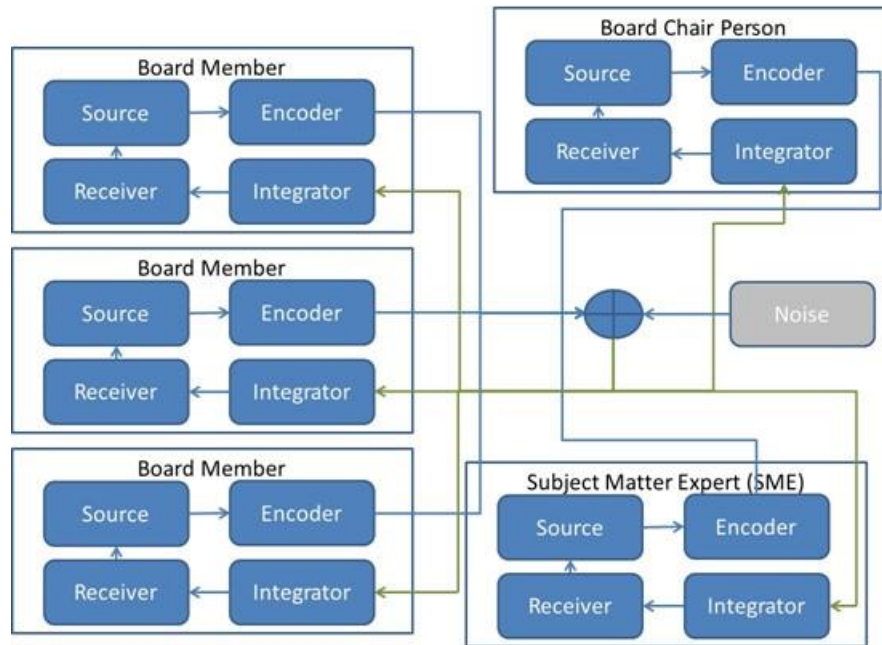 Board Member
Source
Encoder
Receiver
Integrator
Board Chair Person
Source
Encoder
Receiver
Integrator
Board Member
Source
Encoder
Receiver
Integrator
Noise
Board Member
Source
Encoder
Receiver
Integrator
Subject Matter Expert (SME)
Source
Encoder
Receiver
Integrator